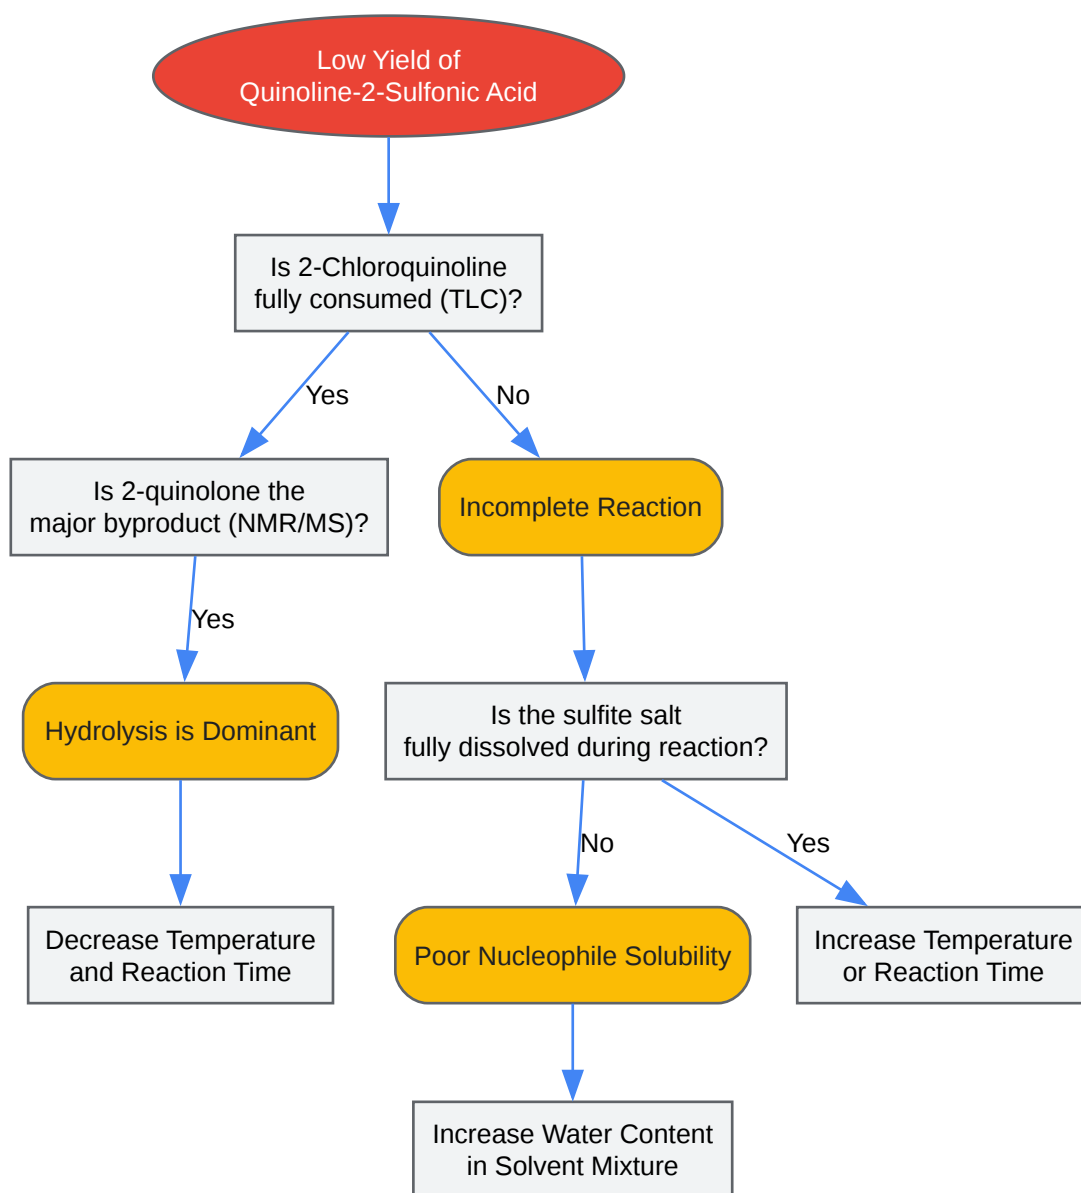 Low Yield of
Quinoline-2-Sulfonic Acid
Is 2-Chloroquinoline
fully consumed (TLC)?
Yes
No
Is 2-quinolone the
major byproduct (NMR/MS)?
Incomplete Reaction
Yes
Hydrolysis is Dominant
Is the sulfite salt
fully dissolved during reaction?
No
Yes
Decrease Temperature
and Reaction Time
Poor Nucleophile Solubility
Increase Temperature
or Reaction Time
Increase Water Content
in Solvent Mixture